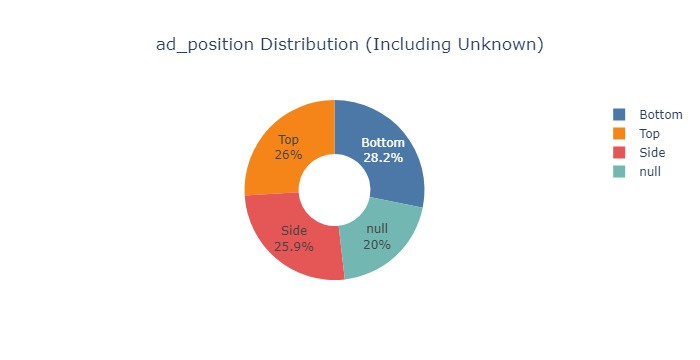 ad_position Distribution (Including Unknown)
Bottom
28.2%
Top
26%
Side
25.9%
null
20%
Bottom
Top
Side
null